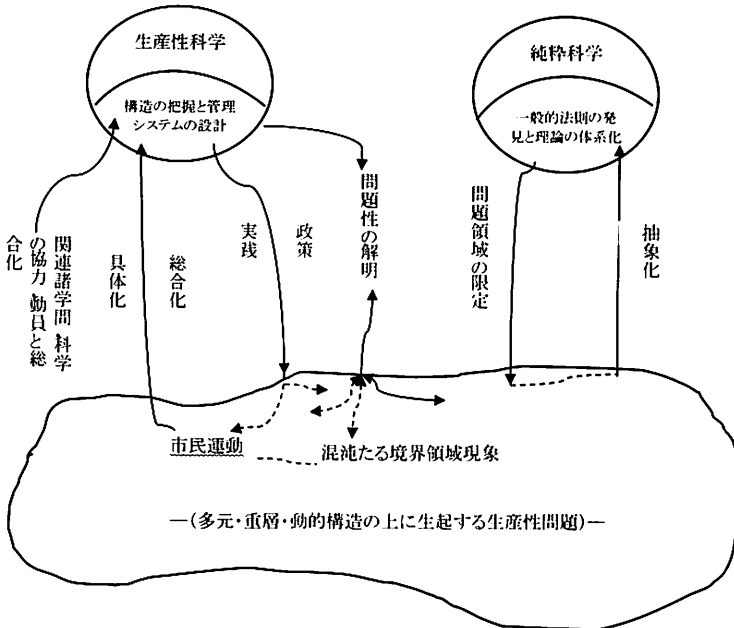 生産性科学
構造の把握と管理
システムの設計
純粋科学
一般的法則の発
見と理論の体系化
関連諸学間 科学
の協力 動員と総
合化
具体化
総合化
実践
政策
問題性の解明
問題領域の限定
抽象化
市民運動
混沌たる境界領域現象
―(多元・重層・動的構造の上に生起する生産性問題)―